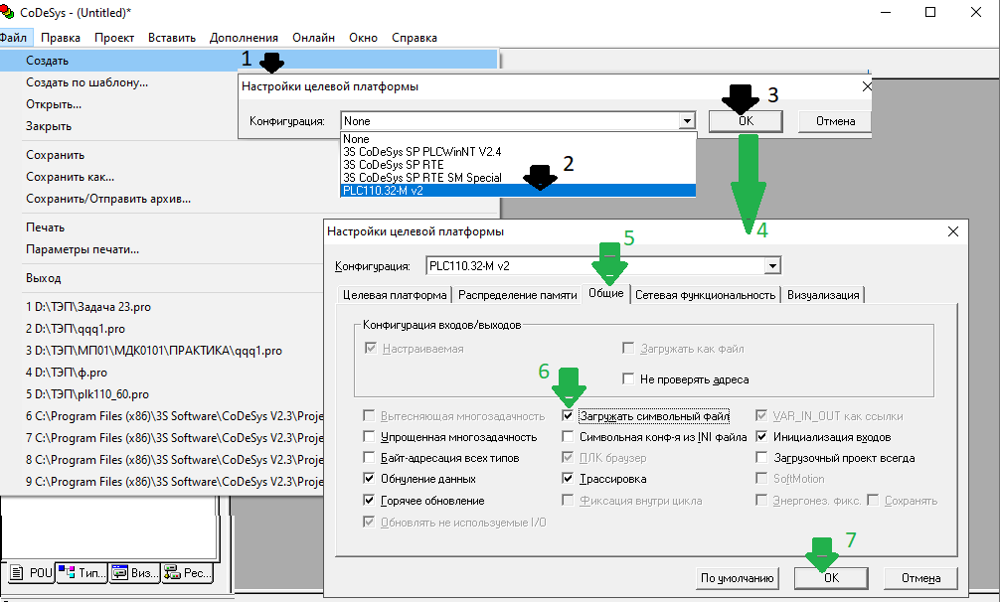 CoDeSys - (Untitled)*
Файл Правка Проект Вставить Дополнения Онлайн Окно Справка
Создать
1
Создать по шаблону...
Открыть...
Закрыть
Сохранить
Сохранить как...
Сохранить/Отправить архив...
Печать
Параметры печати...
Выход
1 D:\ТЭП\Задача 23.pro
2 D:\ТЭП\qqq1.pro
3 D:\ТЭП\МП01\МДК0101\ПРАКТИКА\qqq1.pro
4 D:\ТЭП\ф.pro
5 D:\ТЭП\plk110_60.pro
6 C:\Program Files (x86)\3S Software\CoDeSys V2.3\Proje
7 C:\Program Files (x86)\3S Software\CoDeSys V2.3\Proje
8 C:\Program Files (x86)\3S Software\CoDeSys V2.3\Proje
9 C:\Program Files (x86)\3S Software\CoDeSys V2.3\Proje
POU Тип... Виз... Рес...
Настройки целевой платформы
3
Конфигурация: None OK Отмена
None
3S CoDeSys SP PLCWinNT V2.4
3S CoDeSys SP RTE
3S CoDeSys SP RTE SM Special
2
PLC110.32-M v2
4
Настройки целевой платформы
5
Конфигурация: PLC110.32-M v2
Целевая платформа Распределение памяти Общие Сетевая функциональность Визуализация
Конфигурация входов/выходов
Настраиваемая Загружать как файл
Не проверять адреса
6
Вытесняющая многозадачность Загружать символьный файл VAR_IN_OUT как ссылки
Упрощенная многозадачность Символьная конф-я из INI файла Инициализация входов
Байт-адресация всех типов ПЛК браузер Загрузочный проект всегда
Обнуление данных Трассировка SoftMotion
Горячее обновление Фиксация внутри цикла Энергонез. фикс. Сохранять
Обновлять не используемые I/O
7
По умолчанию OK Отмена